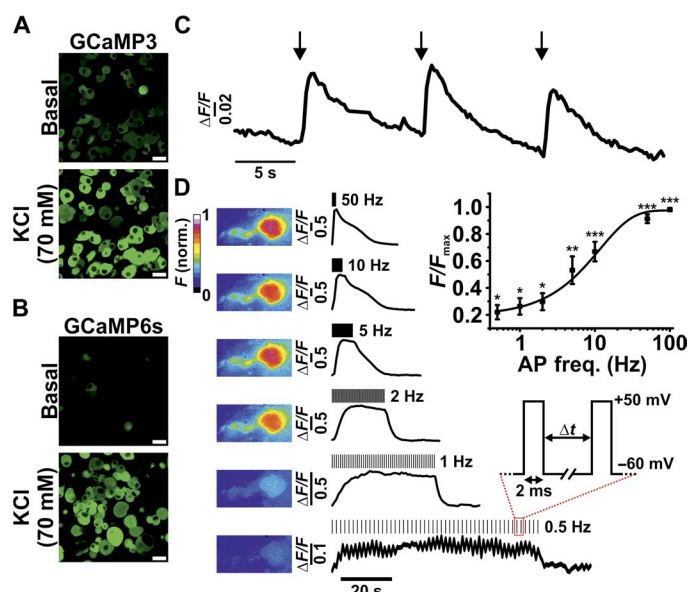 A
GCaMP3
Basal
KCl
(70 mM)
B
GCaMP6s
Basal
KCl
(70 mM)
C
ΔF/F
0.02
5 s
D
F (norm.)
1
0
ΔF/F
0.5
50 Hz
ΔF/F
0.5
10 Hz
ΔF/F
0.5
5 Hz
ΔF/F
0.5
2 Hz
ΔF/F
0.5
1 Hz
ΔF/F
0.1
0.5 Hz
20 s
F/Fmax
1.0
0.8
0.6
0.4
0.2
*
*
*
**
***
***
***
1
10
100
AP freq. (Hz)
+50 mV
Δt
−60 mV
2 ms